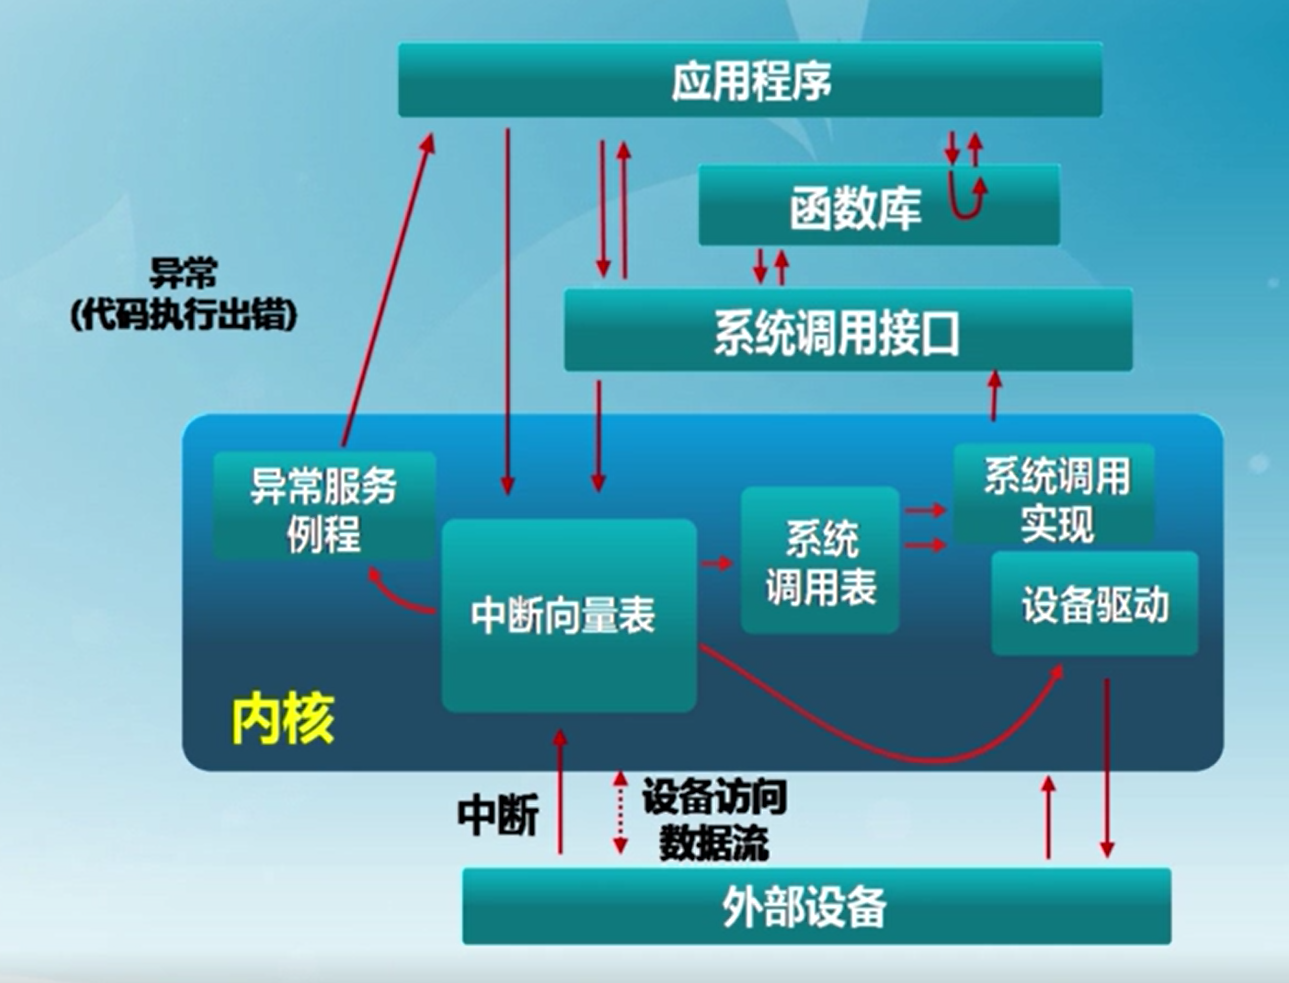 应用程序
函数库
异常
(代码执行出错)
系统调用接口
异常服务
例程
系统调用
实现
系统
调用表
中断向量表
设备驱动
内核
中断
设备访问
数据流
外部设备